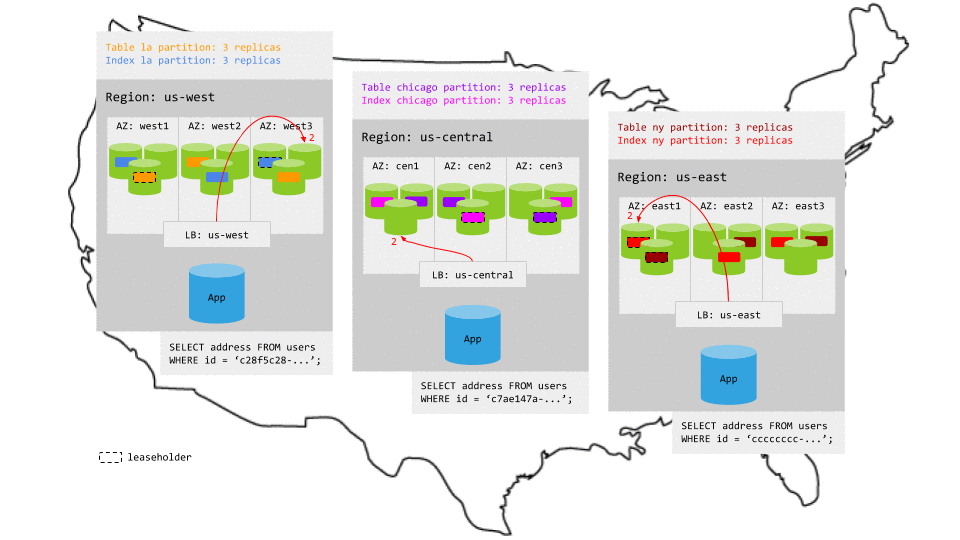 Table la partition: 3 replicas
Index la partition: 3 replicas
Region: us-west
AZ: west1
AZ: west2
AZ: west3
2
LB: us-west
App
SELECT address FROM users
WHERE id = ‘c28f5c28-...’;
Table chicago partition: 3 replicas
Index chicago partition: 3 replicas
Region: us-central
AZ: cen1
AZ: cen2
AZ: cen3
2
LB: us-central
App
SELECT address FROM users
WHERE id = ‘c7ae147a-...’;
Table ny partition: 3 replicas
Index ny partition: 3 replicas
Region: us-east
AZ: east1
AZ: east2
AZ: east3
2
LB: us-east
App
SELECT address FROM users
WHERE id = ‘cccccccc-...’;
leaseholder